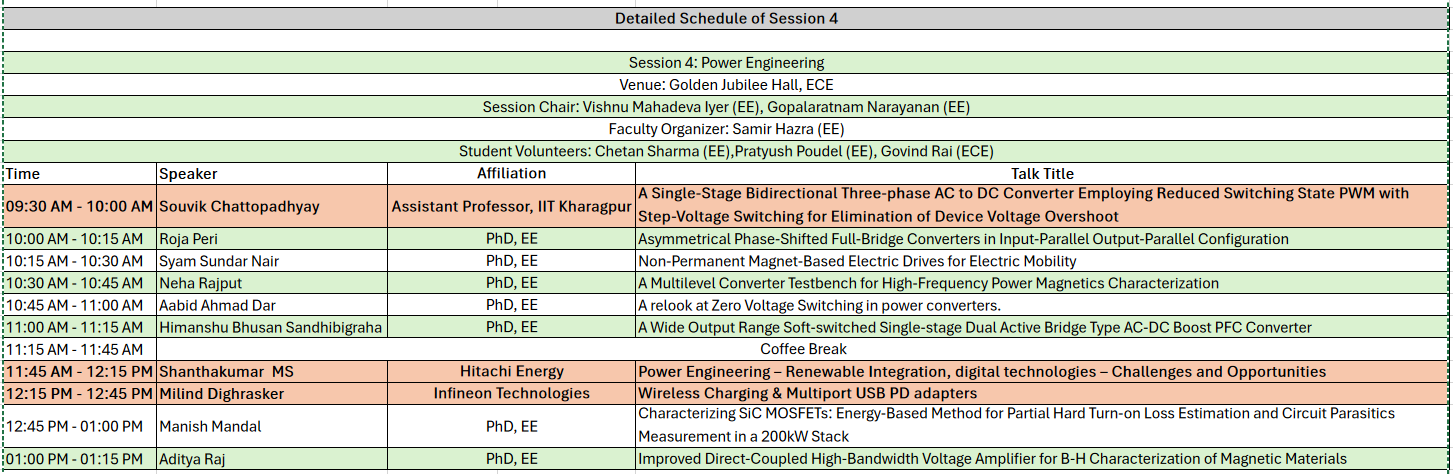 Detailed Schedule of Session 4
Session 4: Power Engineering
Venue: Golden Jubilee Hall, ECE
Session Chair: Vishnu Mahadeva Iyer (EE), Gopalaratnam Narayanan (EE)
Faculty Organizer: Samir Hazra (EE)
Student Volunteers: Chetan Sharma (EE),Pratyush Poudel (EE), Govind Rai (ECE)
Time Speaker Affiliation Talk Title
09:30 AM - 10:00 AM Souvik Chattopadhyay Assistant Professor, IIT Kharagpur A Single-Stage Bidirectional Three-phase AC to DC Converter Employing Reduced Switching State PWM with
Step-Voltage Switching for Elimination of Device Voltage Overshoot
10:00 AM - 10:15 AM Roja Peri PhD, EE Asymmetrical Phase-Shifted Full-Bridge Converters in Input-Parallel Output-Parallel Configuration
10:15 AM - 10:30 AM Syam Sundar Nair PhD, EE Non-Permanent Magnet-Based Electric Drives for Electric Mobility
10:30 AM - 10:45 AM Neha Rajput PhD, EE A Multilevel Converter Testbench for High-Frequency Power Magnetics Characterization
10:45 AM - 11:00 AM Aabid Ahmad Dar PhD, EE A relook at Zero Voltage Switching in power converters.
11:00 AM - 11:15 AM Himanshu Bhusan Sandhibigraha PhD, EE A Wide Output Range Soft-switched Single-stage Dual Active Bridge Type AC-DC Boost PFC Converter
11:15 AM - 11:45 AM Coffee Break
11:45 AM - 12:15 PM Shanthakumar MS Hitachi Energy Power Engineering – Renewable Integration, digital technologies – Challenges and Opportunities
12:15 PM - 12:45 PM Milind Dighrasker Infineon Technologies Wireless Charging & Multiport USB PD adapters
12:45 PM - 01:00 PM Manish Mandal PhD, EE Characterizing SiC MOSFETs: Energy-Based Method for Partial Hard Turn-on Loss Estimation and Circuit Parasitics
Measurement in a 200kW Stack
01:00 PM - 01:15 PM Aditya Raj PhD, EE Improved Direct-Coupled High-Bandwidth Voltage Amplifier for B-H Characterization of Magnetic Materials